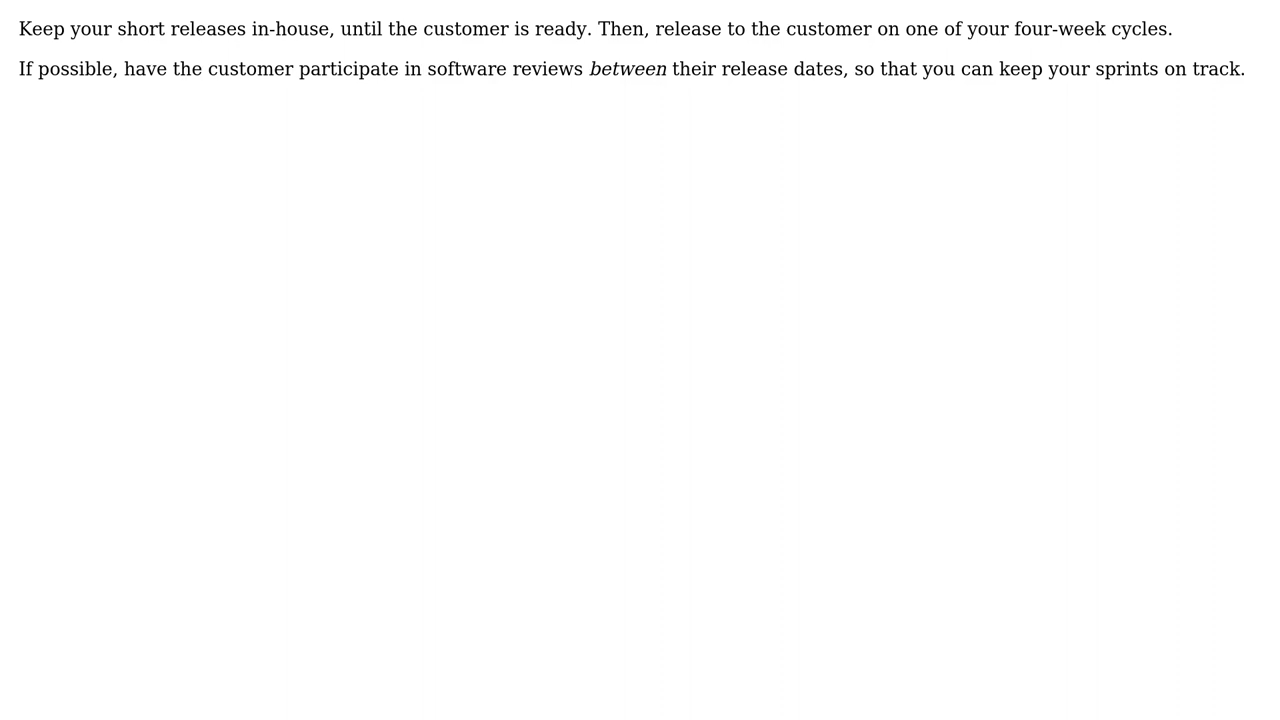 Keep your short releases in-house, until the customer is ready. Then, release to the customer on one of your four-week cycles.
If possible, have the customer participate in software reviews between their release dates, so that you can keep your sprints on track.